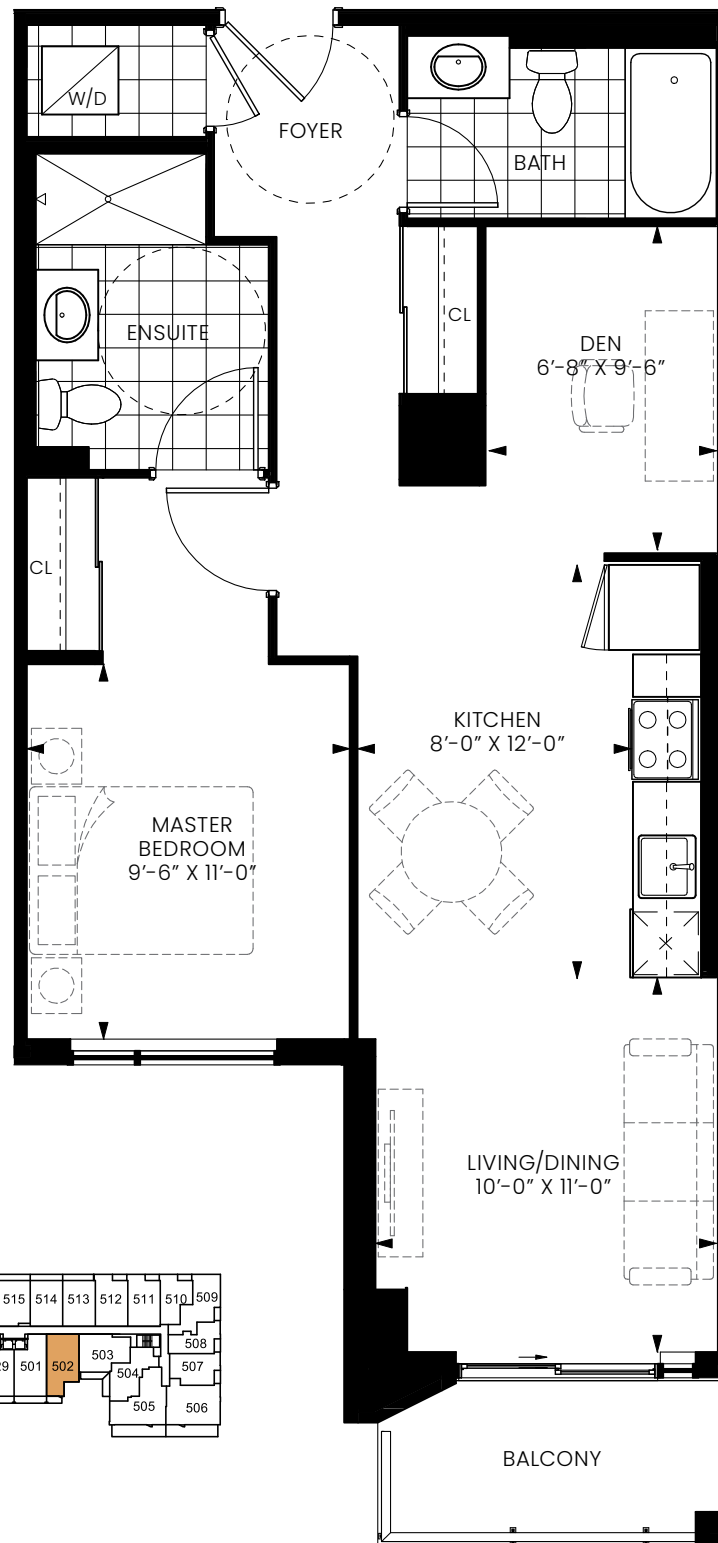 W/D
FOYER
BATH
ENSUITE
CL
DEN
6’-8” X 9’-6”
CL
KITCHEN
8’-0” X 12’-0”
MASTER
BEDROOM
9’-6” X 11’-0”
LIVING/DINING
10’-0” X 11’-0”
515 514 513 512 511 510 509
508
29 501 502 503 504 507
505 506
BALCONY